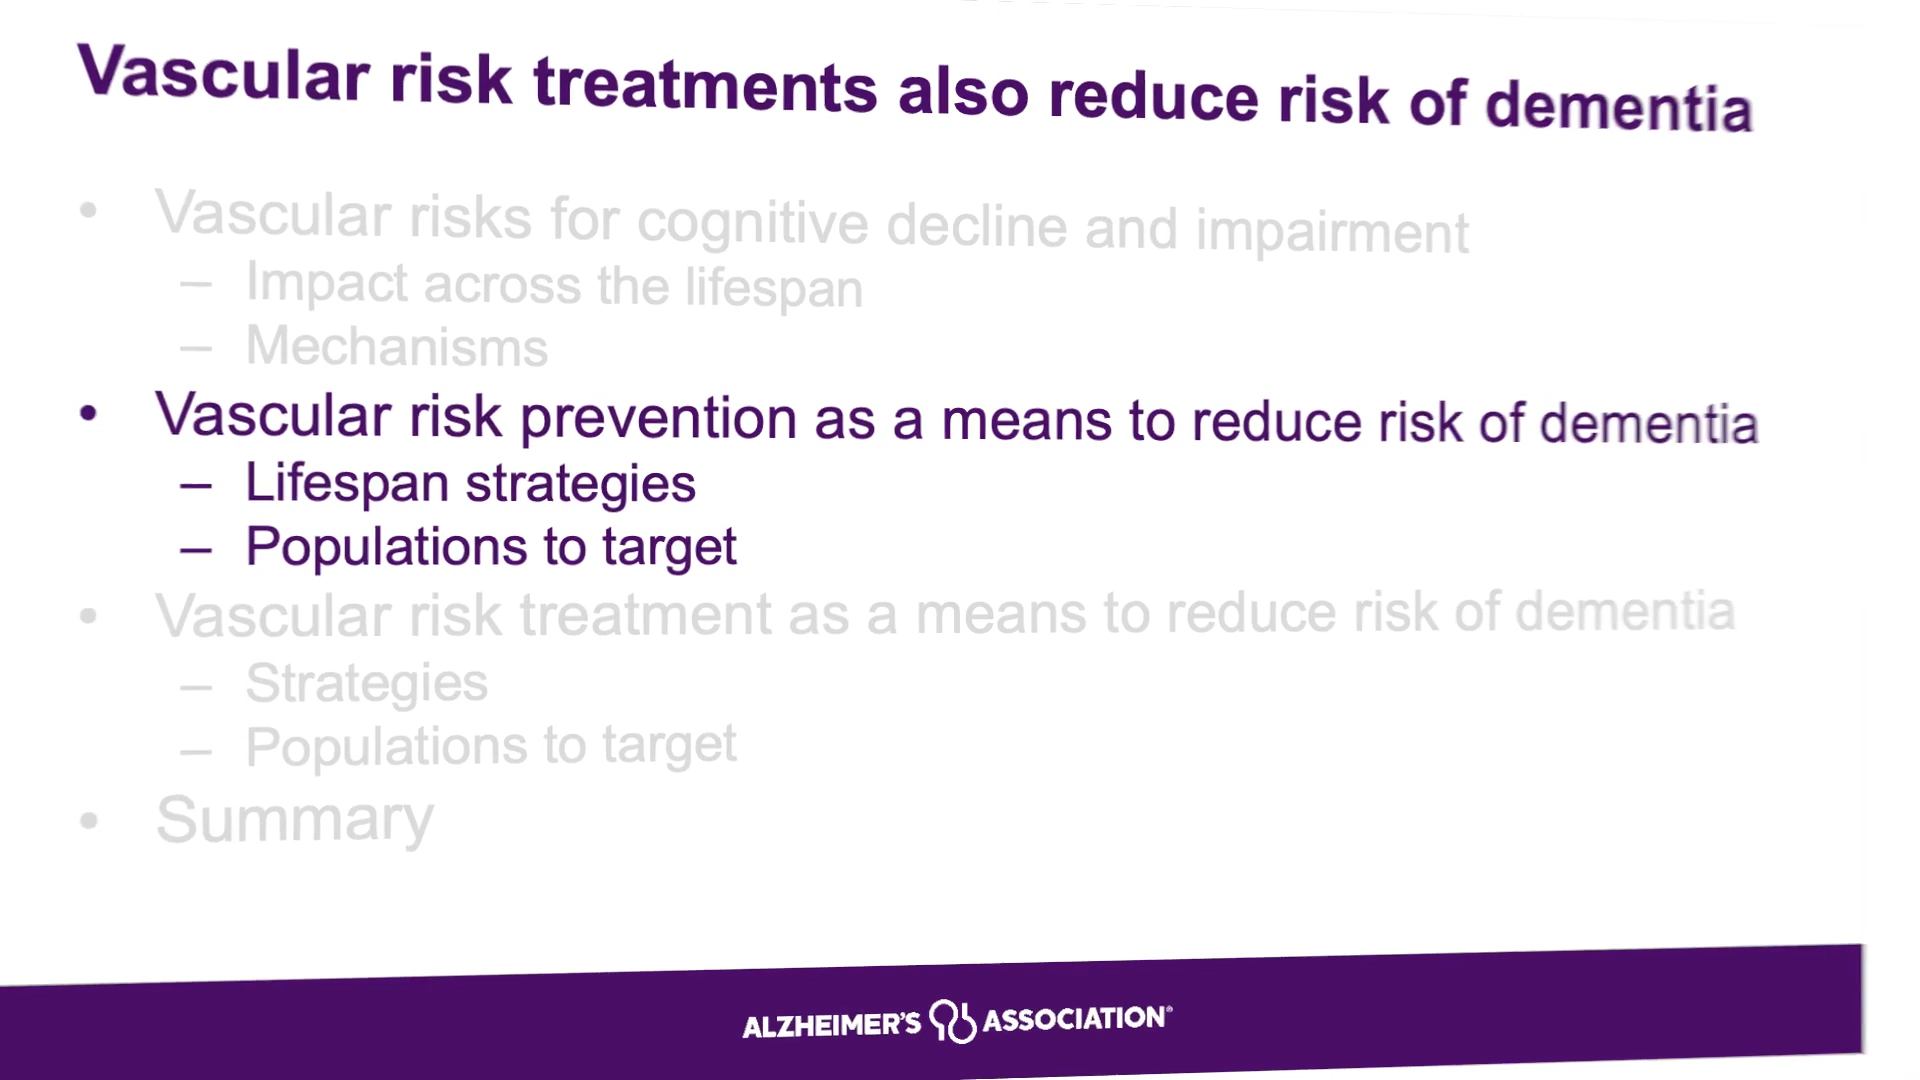 Vascular risk treatments also reduce risk of dementia
• Vascular risks for cognitive decline and impairment
– Impact across the lifespan
– Mechanisms
• Vascular risk prevention as a means to reduce risk of dementia
– Lifespan strategies
– Populations to target
• Vascular risk treatment as a means to reduce risk of dementia
– Strategies
– Populations to target
• Summary
ALZHEIMER'S ASSOCIATION®